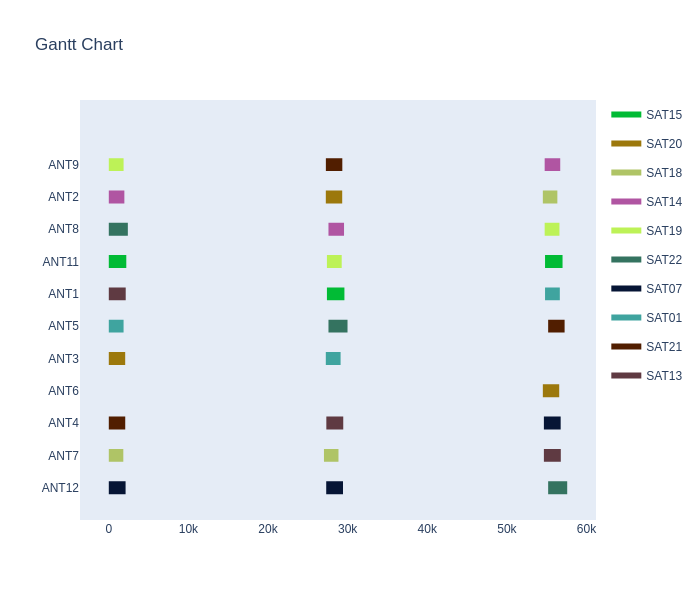 Gantt Chart
ANT9
ANT2
ANT8
ANT11
ANT1
ANT5
ANT3
ANT6
ANT4
ANT7
ANT12
0 10k 20k 30k 40k 50k 60k
SAT15
SAT20
SAT18
SAT14
SAT19
SAT22
SAT07
SAT01
SAT21
SAT13